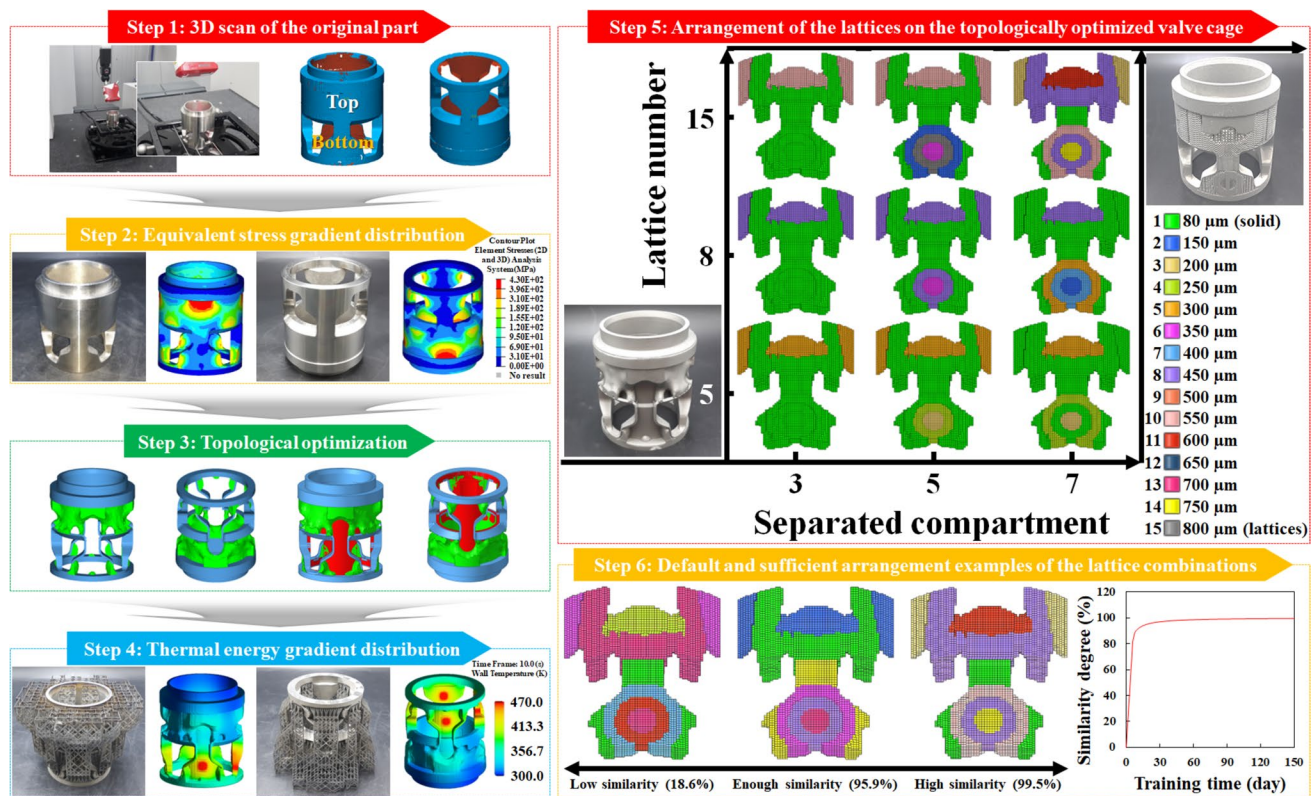 Step 1: 3D scan of the original part
Top
Bottom
Step 2: Equivalent stress gradient distribution
Contour Plot
Element Stresses (2D
and 3D) Analysis
System(MPa)
4.30E+02
3.96E+02
3.10E+02
1.89E+02
1.55E+02
1.20E+02
9.50E+01
6.90E+01
3.10E+01
0.00E+00
No result
Step 3: Topological optimization
Step 4: Thermal energy gradient distribution
Time Frame: 10.0 (s)
Wall Temperature (K)
470.0
413.3
356.7
300.0
Step 5: Arrangement of the lattices on the topologically optimized valve cage
Lattice number
15
8
5
3
5
7
Separated compartment
1 80 µm (solid)
2 150 µm
3 200 µm
4 250 µm
5 300 µm
6 350 µm
7 400 µm
8 450 µm
9 500 µm
10 550 µm
11 600 µm
12 650 µm
13 700 µm
14 750 µm
15 800 µm (lattices)
Step 6: Default and sufficient arrangement examples of the lattice combinations
Low similarity (18.6%)
Enough similarity (95.9%)
High similarity (99.5%)
Similarity degree (%)
120
100
80
60
40
20
0
0 30 60 90 120 150
Training time (day)